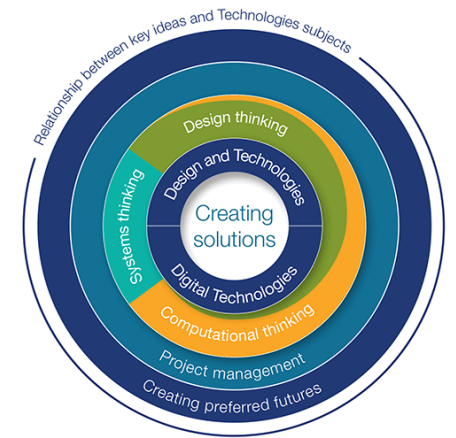 Relationship between key ideas and Technologies subjects
Design thinking
Design and Technologies
Systems thinking
Creating
solutions
Digital Technologies
Computational thinking
Project management
Creating preferred futures